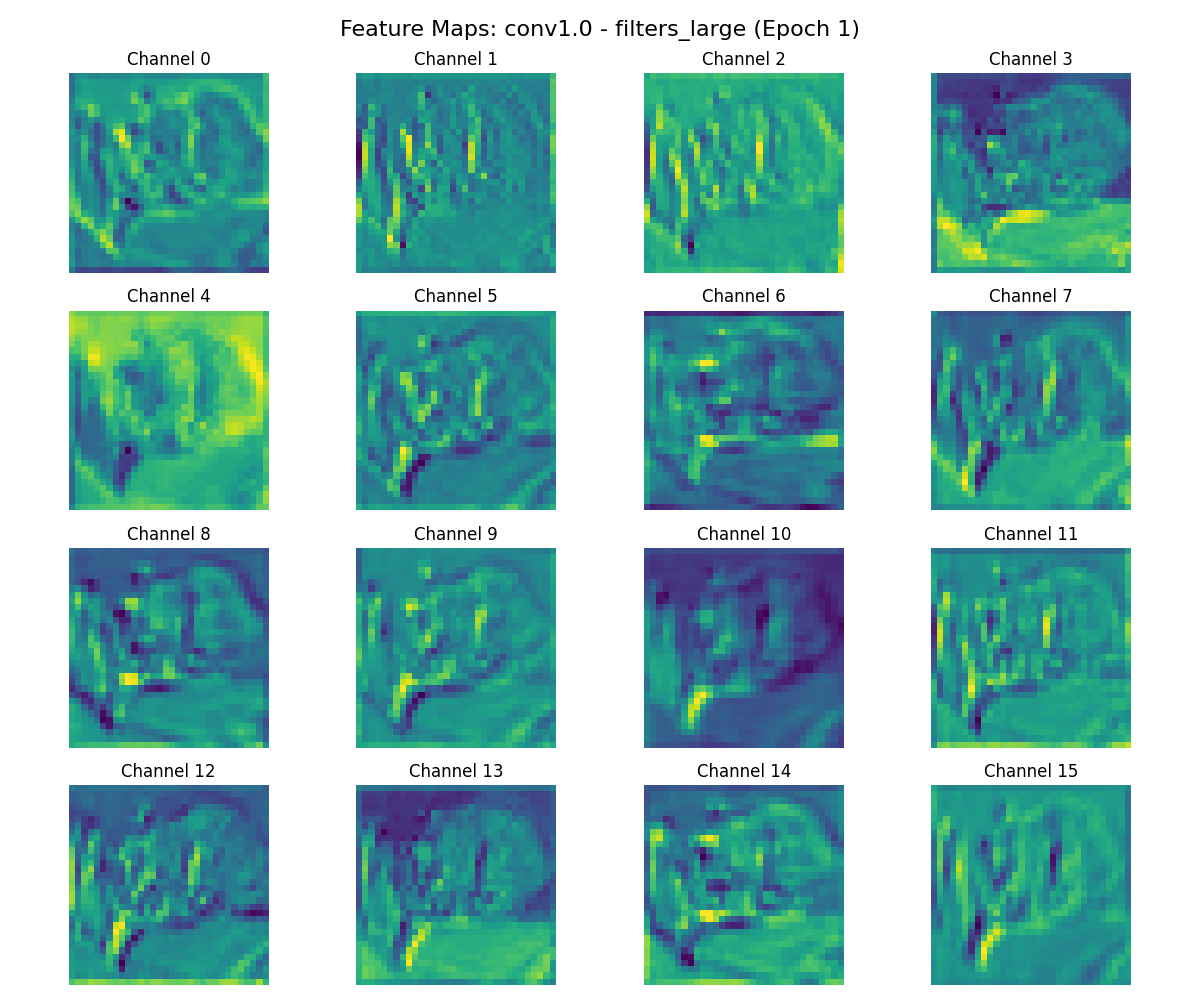 Feature Maps: conv1.0 - filters_large (Epoch 1)
Channel 0 Channel 1 Channel 2 Channel 3
Channel 4 Channel 5 Channel 6 Channel 7
Channel 8 Channel 9 Channel 10 Channel 11
Channel 12 Channel 13 Channel 14 Channel 15